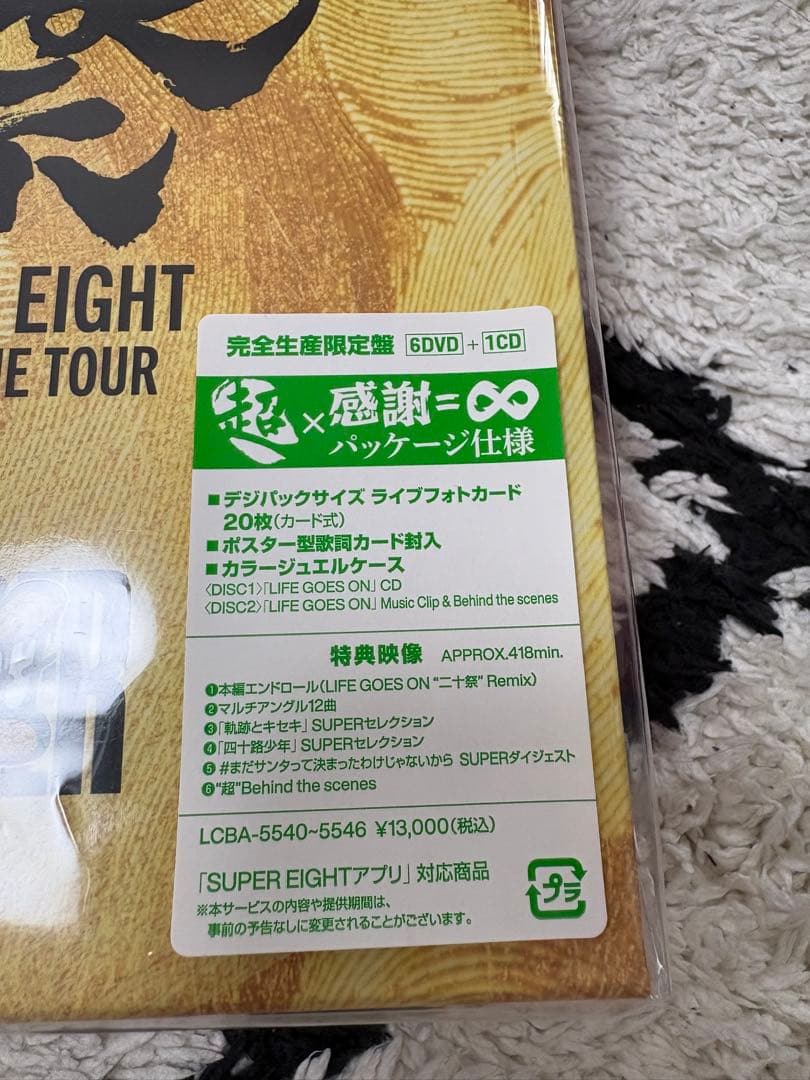 祭
EIGHT
E TOUR
完全生産限定盤 6DVD + 1CD
超×感謝=∞
パッケージ仕様
■デジパックサイズ ライブフォトカード
20枚(カード式)
■ポスター型歌詞カード封入
■カラージュエルケース
〈DISC1〉「LIFE GOES ON」CD
〈DISC2〉「LIFE GOES ON」Music Clip & Behind the scenes
特典映像 APPROX.418min.
❶本編エンドロール(LIFE GOES ON “二十祭” Remix)
❷マルチアングル12曲
❸「軌跡とキセキ」SUPERセレクション
❹「四十路少年」SUPERセレクション
❺#まだサンタって決まったわけじゃないから SUPERダイジェスト
❻“超”Behind the scenes
LCBA-5540~5546 ¥13,000(税込)
「SUPER EIGHTアプリ」対応商品
※本サービスの内容や提供期間は、
事前の予告なしに変更されることがございます。
プラ